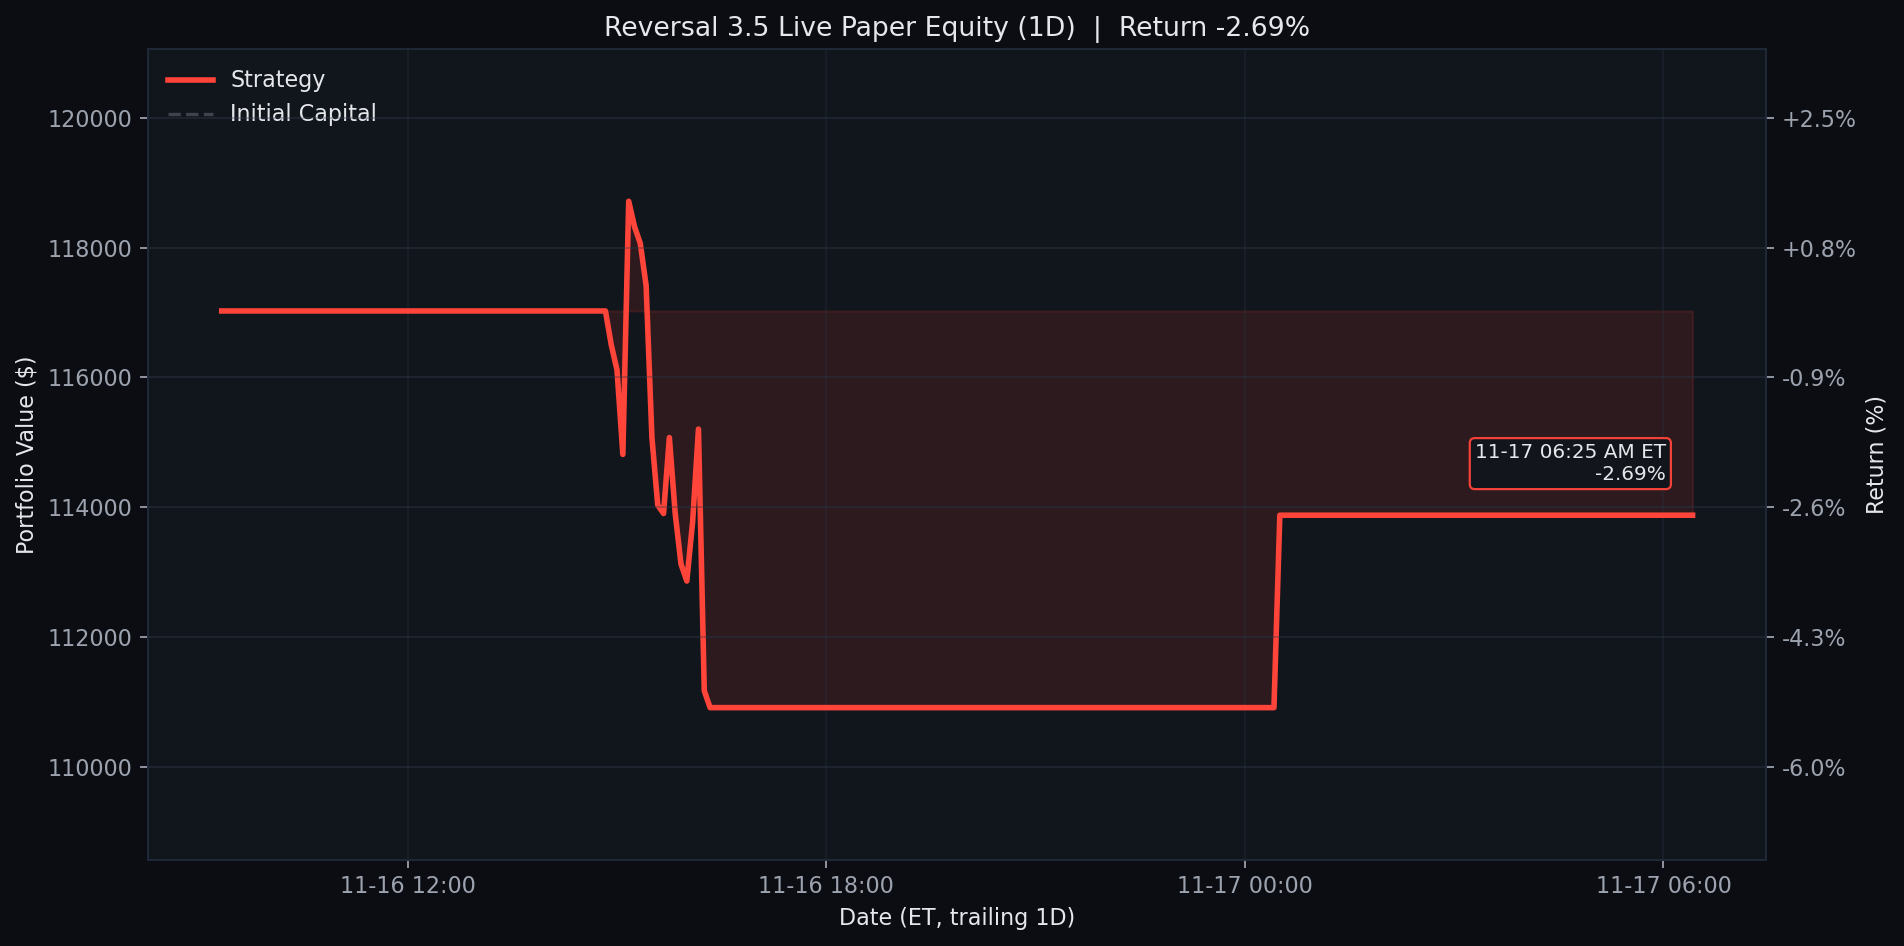 Reversal 3.5 Live Paper Equity (1D)  |  Return -2.69%
Strategy
Initial Capital
120000
118000
116000
114000
112000
110000
Portfolio Value ($)
+2.5%
+0.8%
-0.9%
-2.6%
-4.3%
-6.0%
Return (%)
11-17 06:25 AM ET
-2.69%
11-16 12:00
11-16 18:00
11-17 00:00
11-17 06:00
Date (ET, trailing 1D)